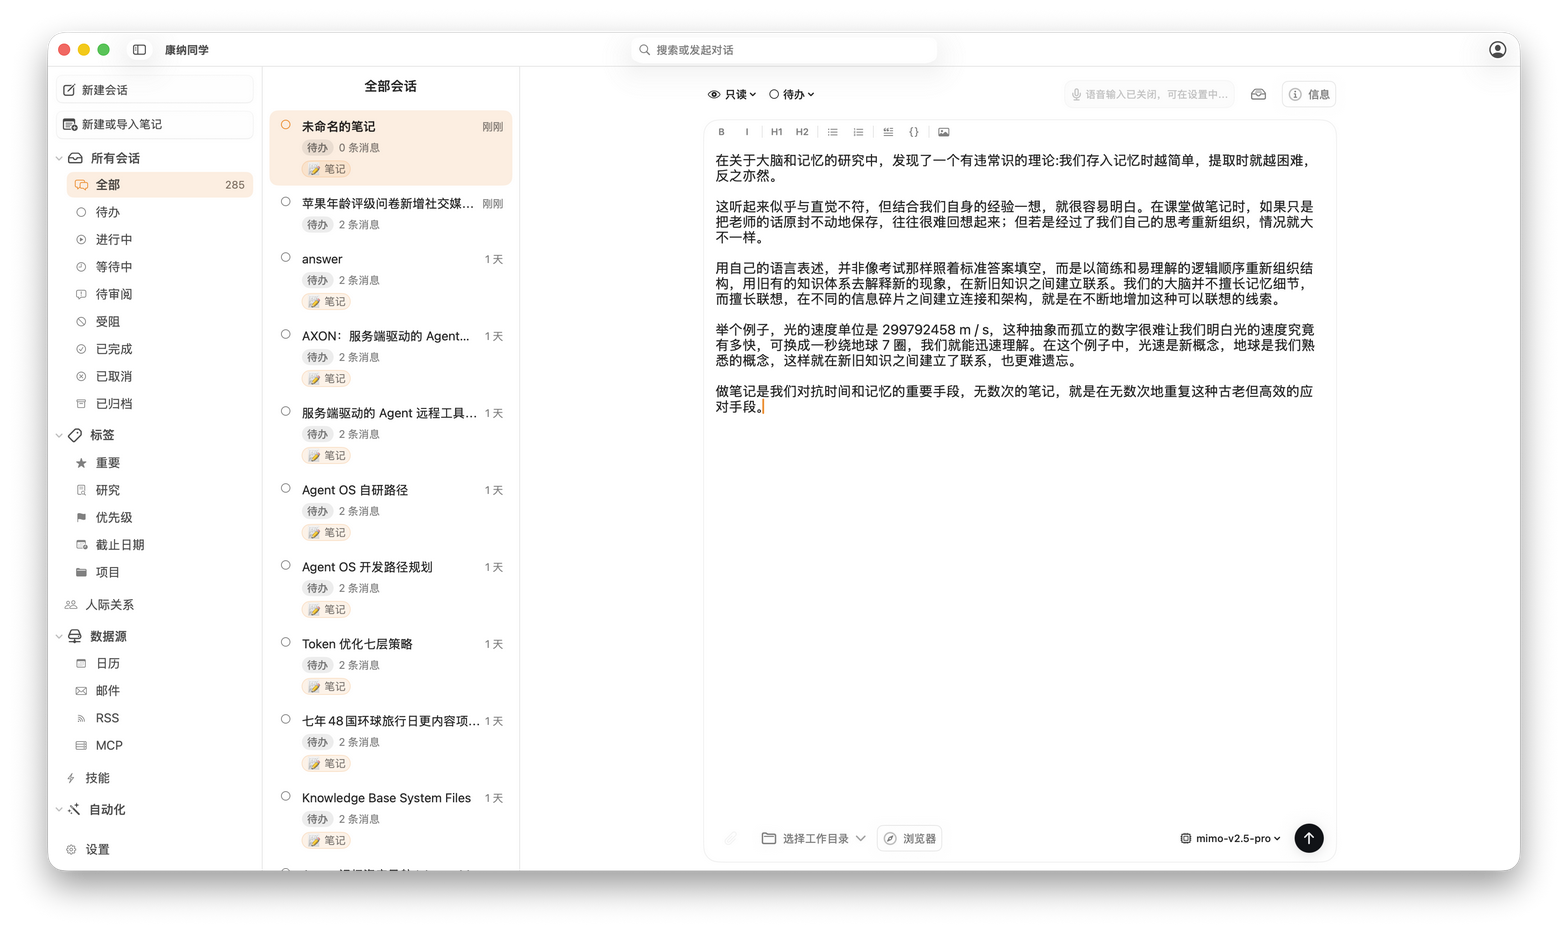 康纳同学
搜索或发起对话
新建会话
新建或导入笔记
所有会话
全部 285
待办
进行中
等待中
待审阅
受阻
已完成
已取消
已归档
标签
重要
研究
优先级
截止日期
项目
人际关系
数据源
日历
邮件
RSS
MCP
技能
自动化
设置
全部会话
未命名的笔记 刚刚
待办 0 条消息
笔记
苹果年龄评级问卷新增社交媒... 刚刚
待办 2 条消息
answer 1 天
待办 2 条消息
笔记
AXON：服务端驱动的 Agent... 1 天
待办 2 条消息
笔记
服务端驱动的 Agent 远程工具... 1 天
待办 2 条消息
笔记
Agent OS 自研路径 1 天
待办 2 条消息
笔记
Agent OS 开发路径规划 1 天
待办 2 条消息
笔记
Token 优化七层策略 1 天
待办 2 条消息
笔记
七年 48 国环球旅行日更内容项... 1 天
待办 2 条消息
笔记
Knowledge Base System Files 1 天
待办 2 条消息
笔记
只读 待办 语音输入已关闭，可在设置中... 信息
B I H1 H2 {}
在关于大脑和记忆的研究中，发现了一个有违常识的理论:我们存入记忆时越简单，提取时就越困难，
反之亦然。
这听起来似乎与直觉不符，但结合我们自身的经验一想，就很容易明白。在课堂做笔记时，如果只是
把老师的话原封不动地保存，往往很难回想起来；但若是经过了我们自己的思考重新组织，情况就大
不一样。
用自己的语言表述，并非像考试那样照着标准答案填空，而是以简练和易理解的逻辑顺序重新组织结
构，用旧有的知识体系去解释新的现象，在新旧知识之间建立联系。我们的大脑并不擅长记忆细节，
而擅长联想，在不同的信息碎片之间建立连接和架构，就是在不断地增加这种可以联想的线索。
举个例子，光的速度单位是 299792458 m / s，这种抽象而孤立的数字很难让我们明白光的速度究竟
有多快，可换成一秒绕地球 7 圈，我们就能迅速理解。在这个例子中，光速是新概念，地球是我们熟
悉的概念，这样就在新旧知识之间建立了联系，也更难遗忘。
做笔记是我们对抗时间和记忆的重要手段，无数次的笔记，就是在无数次地重复这种古老但高效的应
对手段。
选择工作目录 浏览器 mimo-v2.5-pro